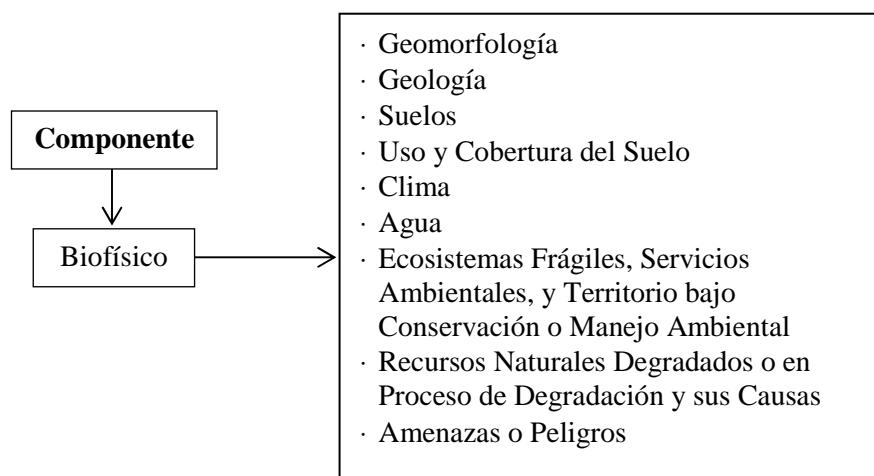 Componente
Biofísico
· Geomorfología
· Geología
· Suelos
· Uso y Cobertura del Suelo
· Clima
· Agua
· Ecosistemas Frágiles, Servicios
Ambientales, y Territorio bajo
Conservación o Manejo Ambiental
· Recursos Naturales Degradados o en
Proceso de Degradación y sus Causas
· Amenazas o Peligros